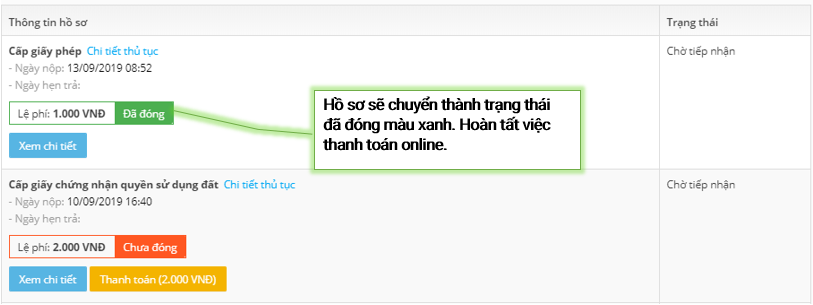 Thông tin hồ sơ
Trạng thái
Cấp giấy phép Chi tiết thủ tục
Chờ tiếp nhận
- Ngày nộp: 13/09/2019 08:52
- Ngày hẹn trả:
Lệ phí: 1.000 VNĐ Đã đóng
Xem chi tiết
Hồ sơ sẽ chuyển thành trạng thái
đã đóng màu xanh. Hoàn tất việc
thanh toán online.
Cấp giấy chứng nhận quyền sử dụng đất Chi tiết thủ tục
Chờ tiếp nhận
- Ngày nộp: 10/09/2019 16:40
- Ngày hẹn trả:
Lệ phí: 2.000 VNĐ Chưa đóng
Xem chi tiết Thanh toán (2.000 VNĐ)